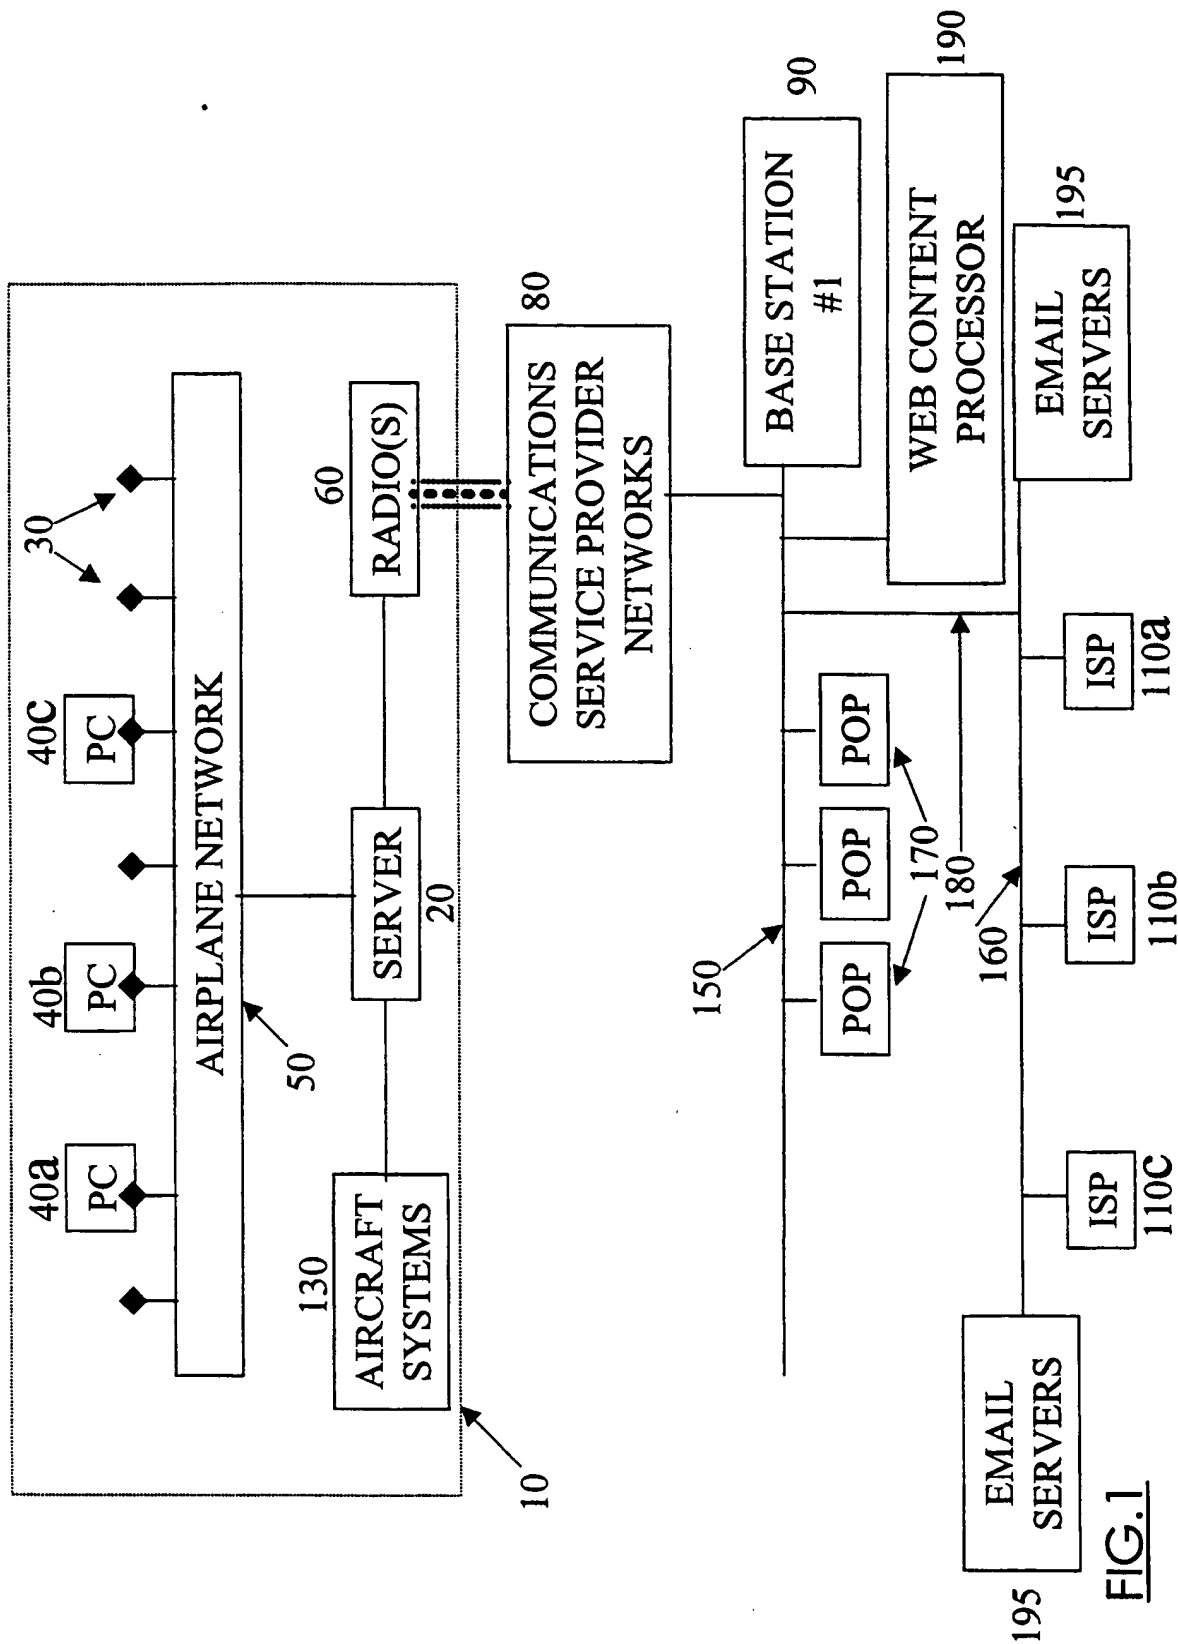 30
40a
40b
40c
PC
PC
PC
AIRPLANE NETWORK
50
130
60
AIRCRAFT
SYSTEMS
SERVER
20
RADIO(S)
10
80
COMMUNICATIONS
SERVICE PROVIDER
NETWORKS
150
90
BASE STATION
#1
POP
POP
POP
170
180
190
WEB CONTENT
PROCESSOR
160
195
EMAIL
SERVERS
195
EMAIL
SERVERS
ISP
ISP
ISP
110c
110b
110a
FIG.1